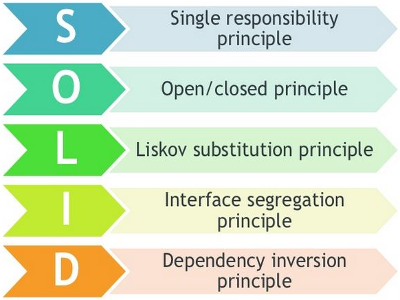 S
Single responsibility
principle
O
Open/closed principle
L
Liskov substitution principle
I
Interface segregation
principle
D
Dependency inversion
principle